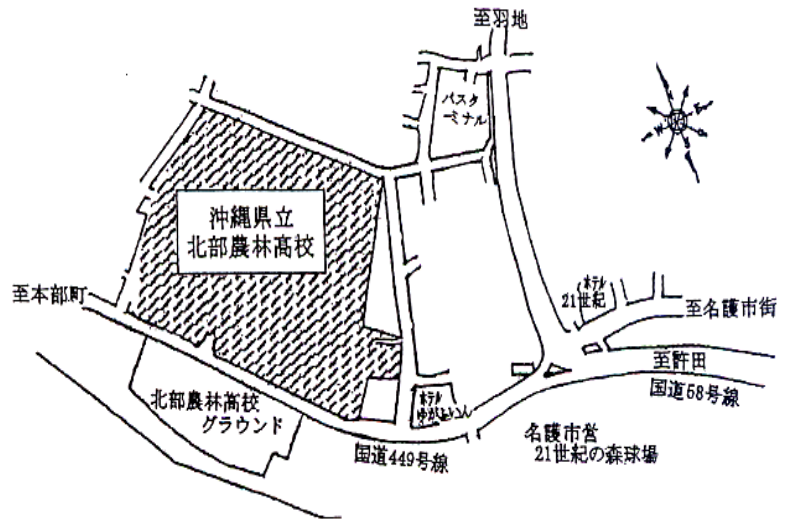 至羽地
バスタ
ーミナル
沖縄県立
北部農林高校
至本部町
ホテル
21世紀
至名護市街
至許田
国道58号線
北部農林高校
グラウンド
ホテル
国道449号線
名護市営
21世紀の森球場